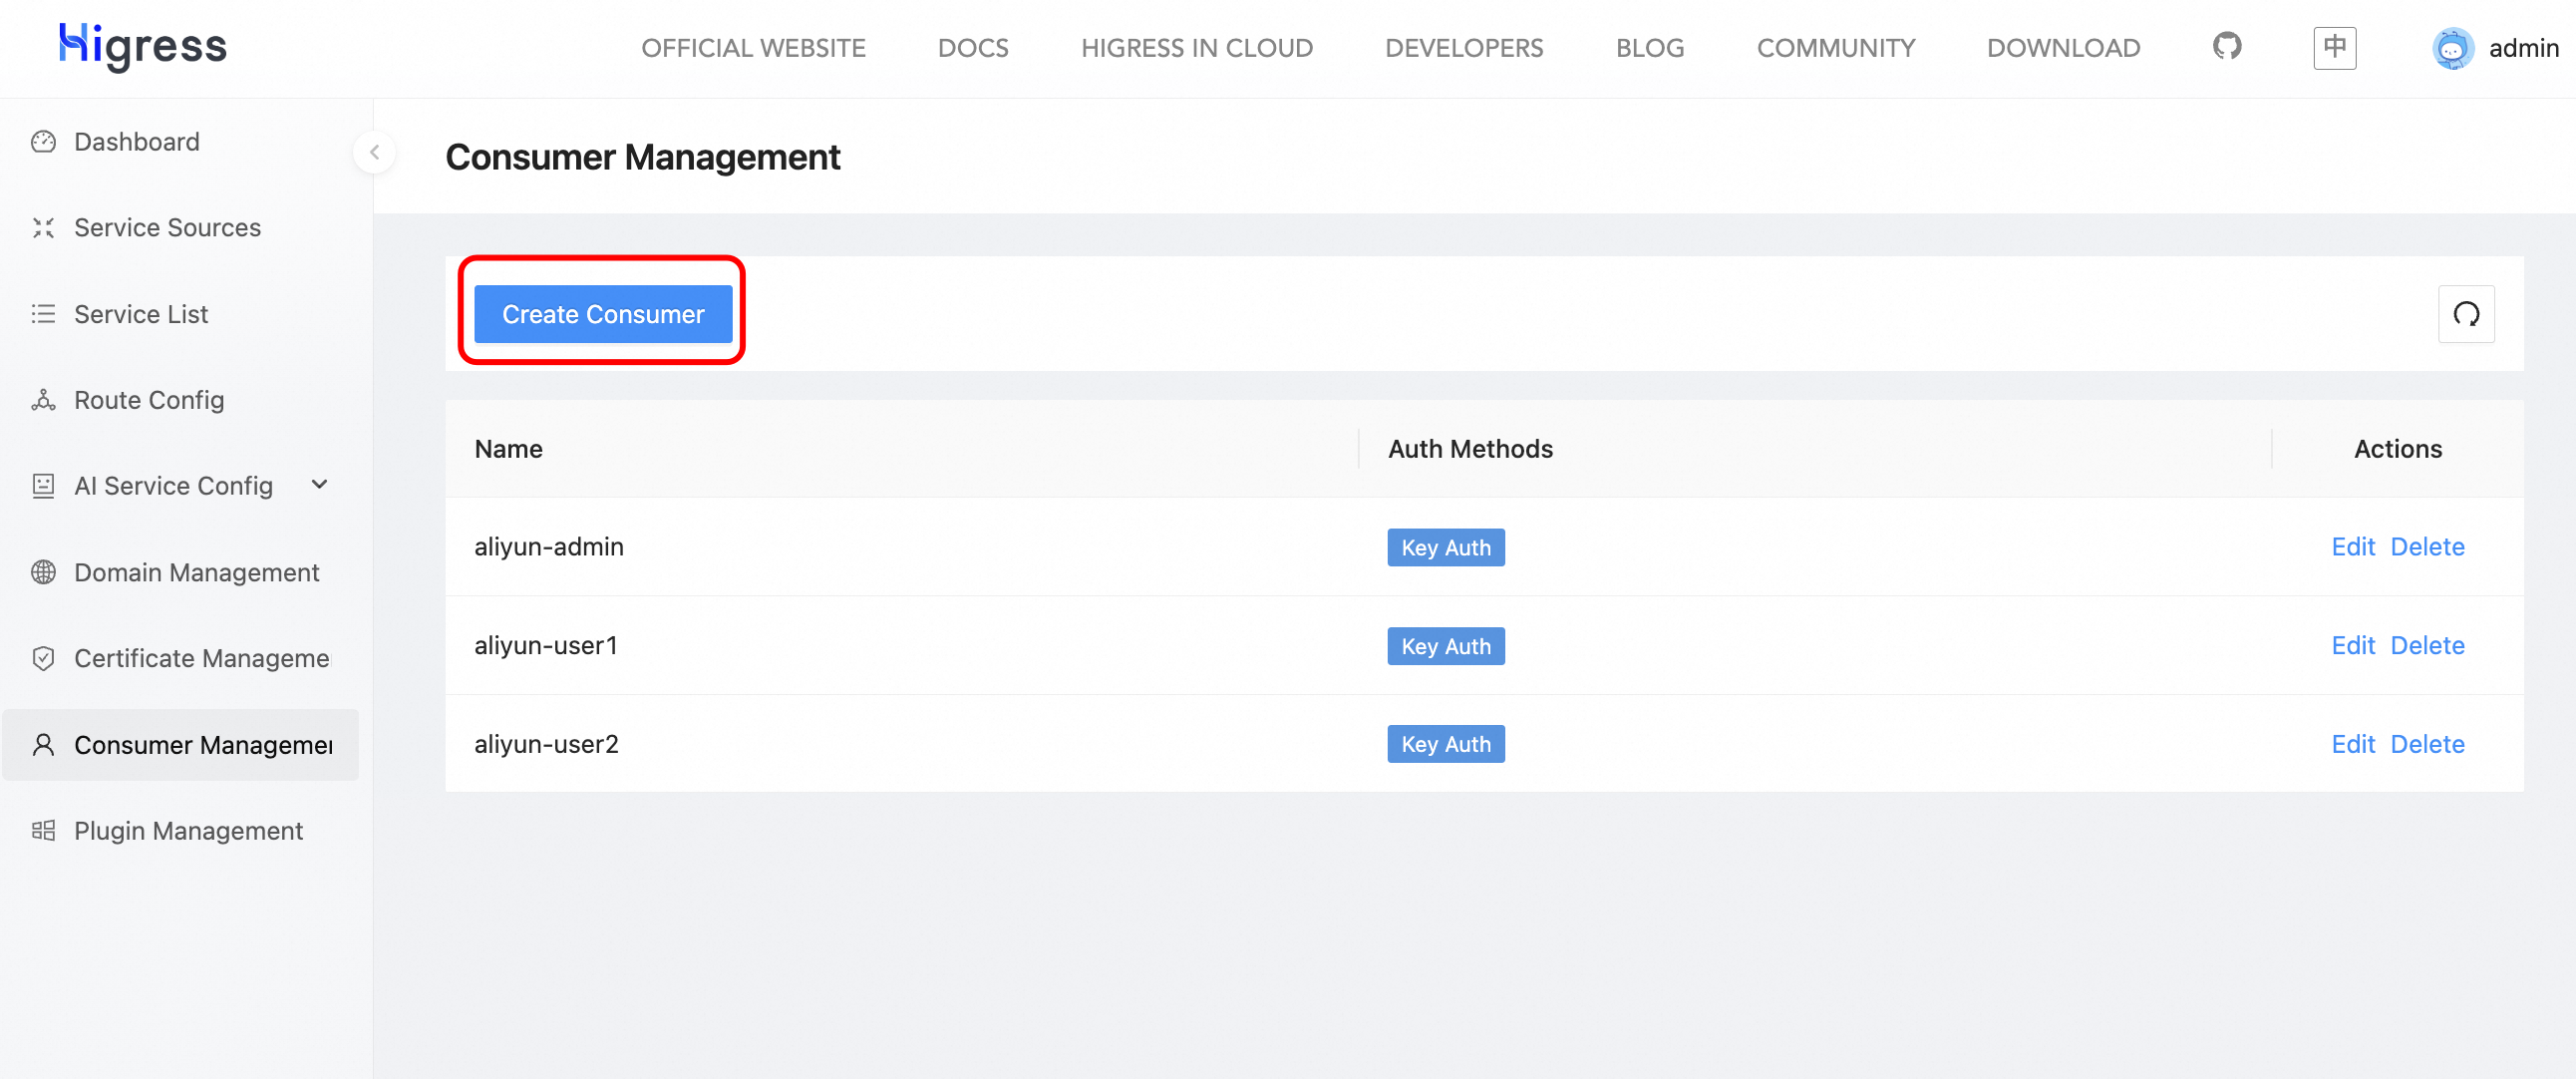 Higress
OFFICIAL WEBSITE DOCS HIGRESS IN CLOUD DEVELOPERS BLOG COMMUNITY DOWNLOAD 中 admin
Dashboard
Service Sources
Service List
Route Config
AI Service Config
Domain Management
Certificate Manageme
Consumer Managemen
Plugin Management
Consumer Management
Create Consumer
Name Auth Methods Actions
aliyun-admin Key Auth Edit Delete
aliyun-user1 Key Auth Edit Delete
aliyun-user2 Key Auth Edit Delete